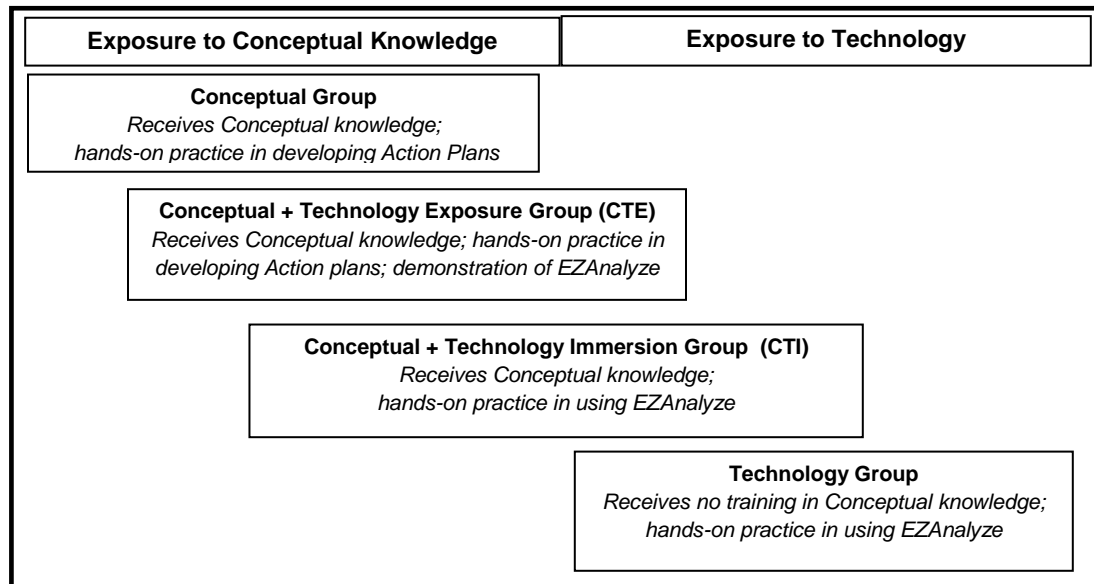 Exposure to Conceptual Knowledge
Exposure to Technology
Conceptual Group
Receives Conceptual knowledge;
hands-on practice in developing Action Plans
Conceptual + Technology Exposure Group (CTE)
Receives Conceptual knowledge; hands-on practice in
developing Action plans; demonstration of EZAnalyze
Conceptual + Technology Immersion Group (CTI)
Receives Conceptual knowledge;
hands-on practice in using EZAnalyze
Technology Group
Receives no training in Conceptual knowledge;
hands-on practice in using EZAnalyze